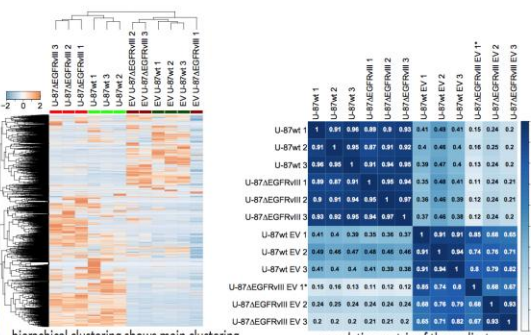 U-87ΔEGFRvIII 3
U-87ΔEGFRvIII 2
U-87ΔEGFRvIII 1
U-87wt 1
U-87wt 3
U-87wt 2
EV U-87ΔEGFRvIII 2
EV U-87ΔEGFRvIII 3
EV U-87wt 1
EV U-87wt 3
EV U-87wt 2
EV U-87ΔEGFRvIII 1
-2 0 2
U-87wt 1
U-87wt 2
U-87wt 3
U-87ΔEGFRvIII 1
U-87ΔEGFRvIII 2
U-87ΔEGFRvIII 3
U-87wt EV 1
U-87wt EV 2
U-87wt EV 3
U-87ΔEGFRvIII EV 1*
U-87ΔEGFRvIII EV 2
U-87ΔEGFRvIII EV 3
U-87wt 1 1 0.91 0.96 0.89 0.9 0.93 0.41 0.48 0.41 0.15 0.24 0.2
U-87wt 2 0.91 1 0.95 0.87 0.91 0.92 0.4 0.46 0.4 0.16 0.25 0.2
U-87wt 3 0.96 0.95 1 0.91 0.94 0.95 0.39 0.47 0.4 0.13 0.24 0.2
U-87ΔEGFRvIII 1 0.89 0.87 0.91 1 0.95 0.94 0.35 0.48 0.41 0.11 0.24 0.21
U-87ΔEGFRvIII 2 0.9 0.91 0.94 0.95 1 0.97 0.36 0.46 0.39 0.12 0.24 0.21
U-87ΔEGFRvIII 3 0.93 0.92 0.95 0.94 0.97 1 0.37 0.46 0.38 0.12 0.24 0.2
U-87wt EV 1 0.41 0.4 0.39 0.35 0.36 0.37 1 0.91 0.91 0.85 0.68 0.65
U-87wt EV 2 0.48 0.46 0.47 0.48 0.46 0.46 0.91 1 0.94 0.74 0.76 0.71
U-87wt EV 3 0.41 0.4 0.4 0.41 0.39 0.38 0.91 0.94 1 0.8 0.79 0.82
U-87ΔEGFRvIII EV 1* 0.15 0.16 0.13 0.11 0.12 0.12 0.85 0.74 0.8 1 0.68 0.67
U-87ΔEGFRvIII EV 2 0.24 0.25 0.24 0.24 0.24 0.24 0.68 0.76 0.79 0.68 1 0.93
U-87ΔEGFRvIII EV 3 0.2 0.2 0.2 0.21 0.21 0.2 0.65 0.71 0.82 0.67 0.93 1